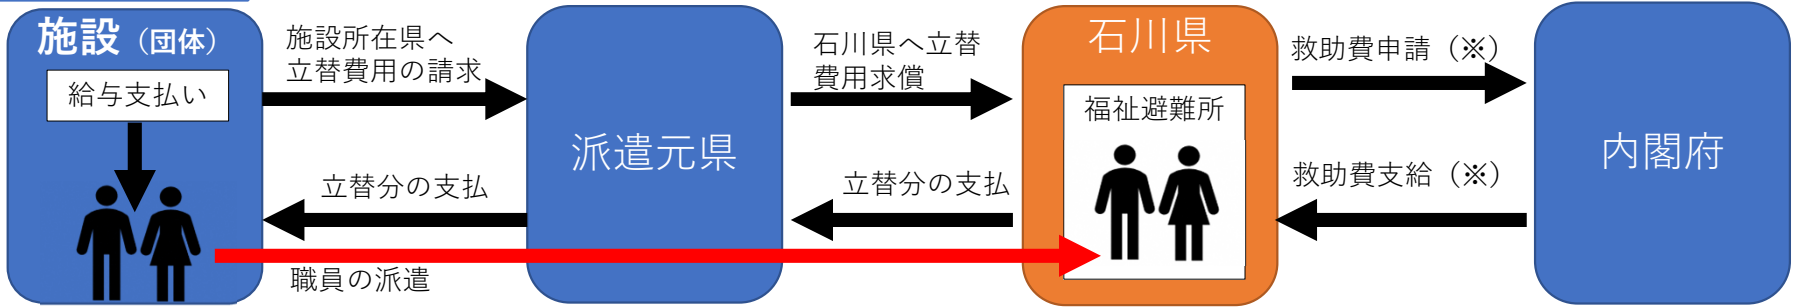 施設（団体）
給与支払い
施設所在県へ
立替費用の請求
立替分の支払
職員の派遣
派遣元県
石川県へ立替
費用求償
立替分の支払
石川県
福祉避難所
救助費申請（※）
救助費支給（※）
内閣府